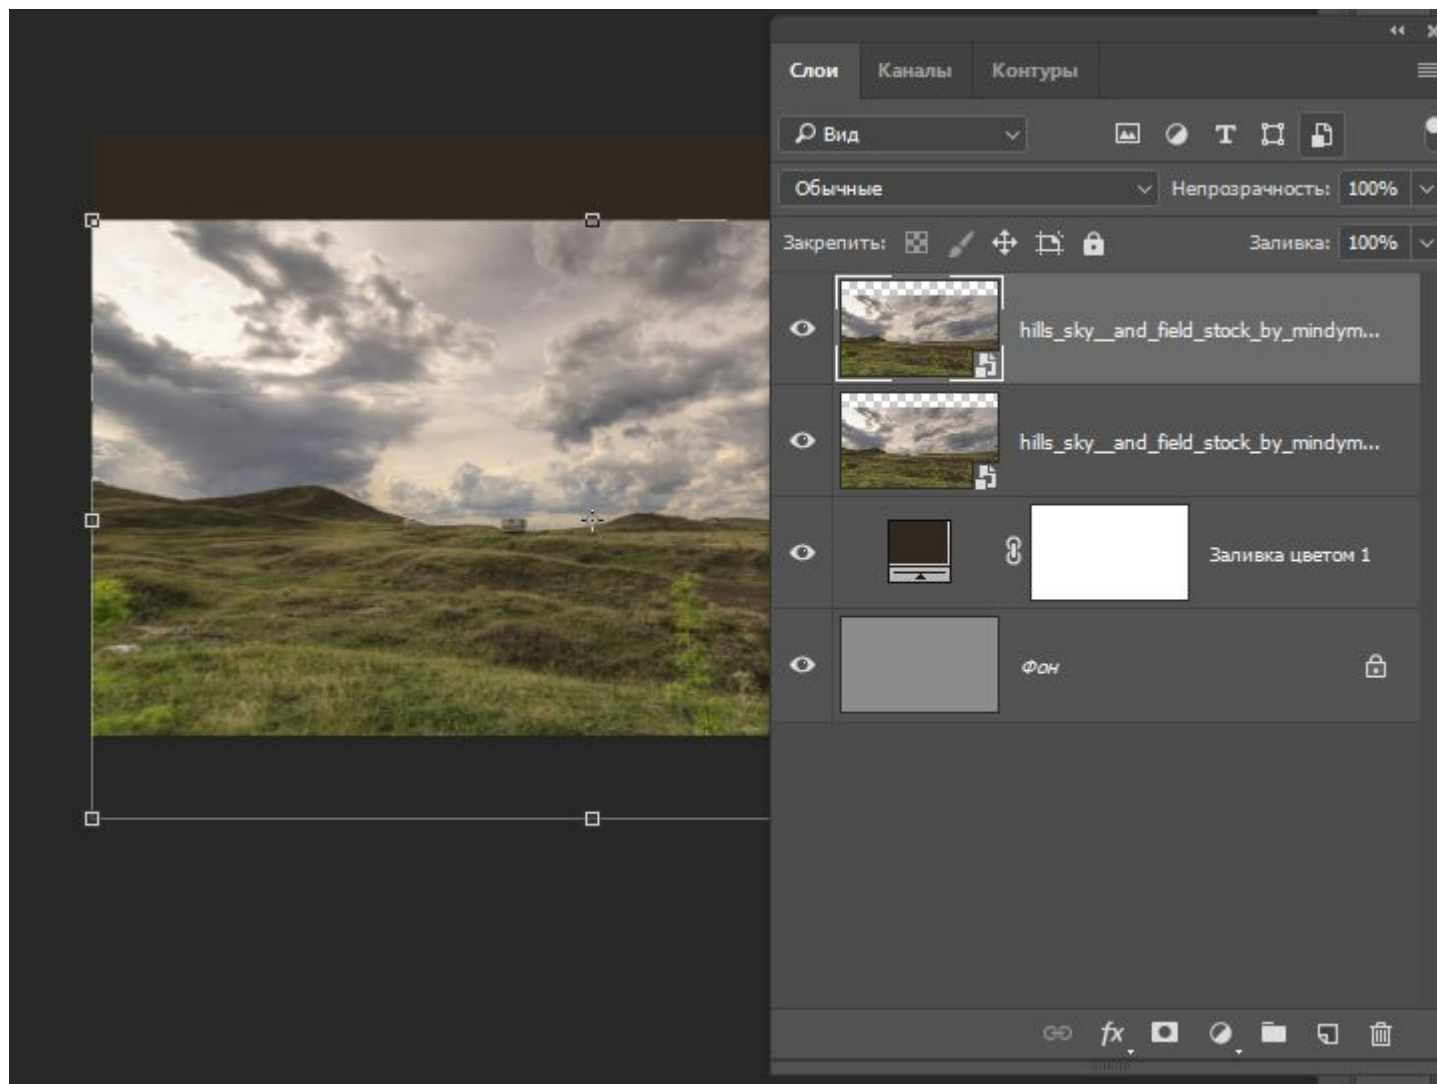 Слои Каналы Контуры
Вид T
Обычные Непрозрачность: 100%
Закрепить: Заливка: 100%
hills_sky__and_field_stock_by_mindym...
hills_sky__and_field_stock_by_mindym...
Заливка цветом 1
Фон
fx